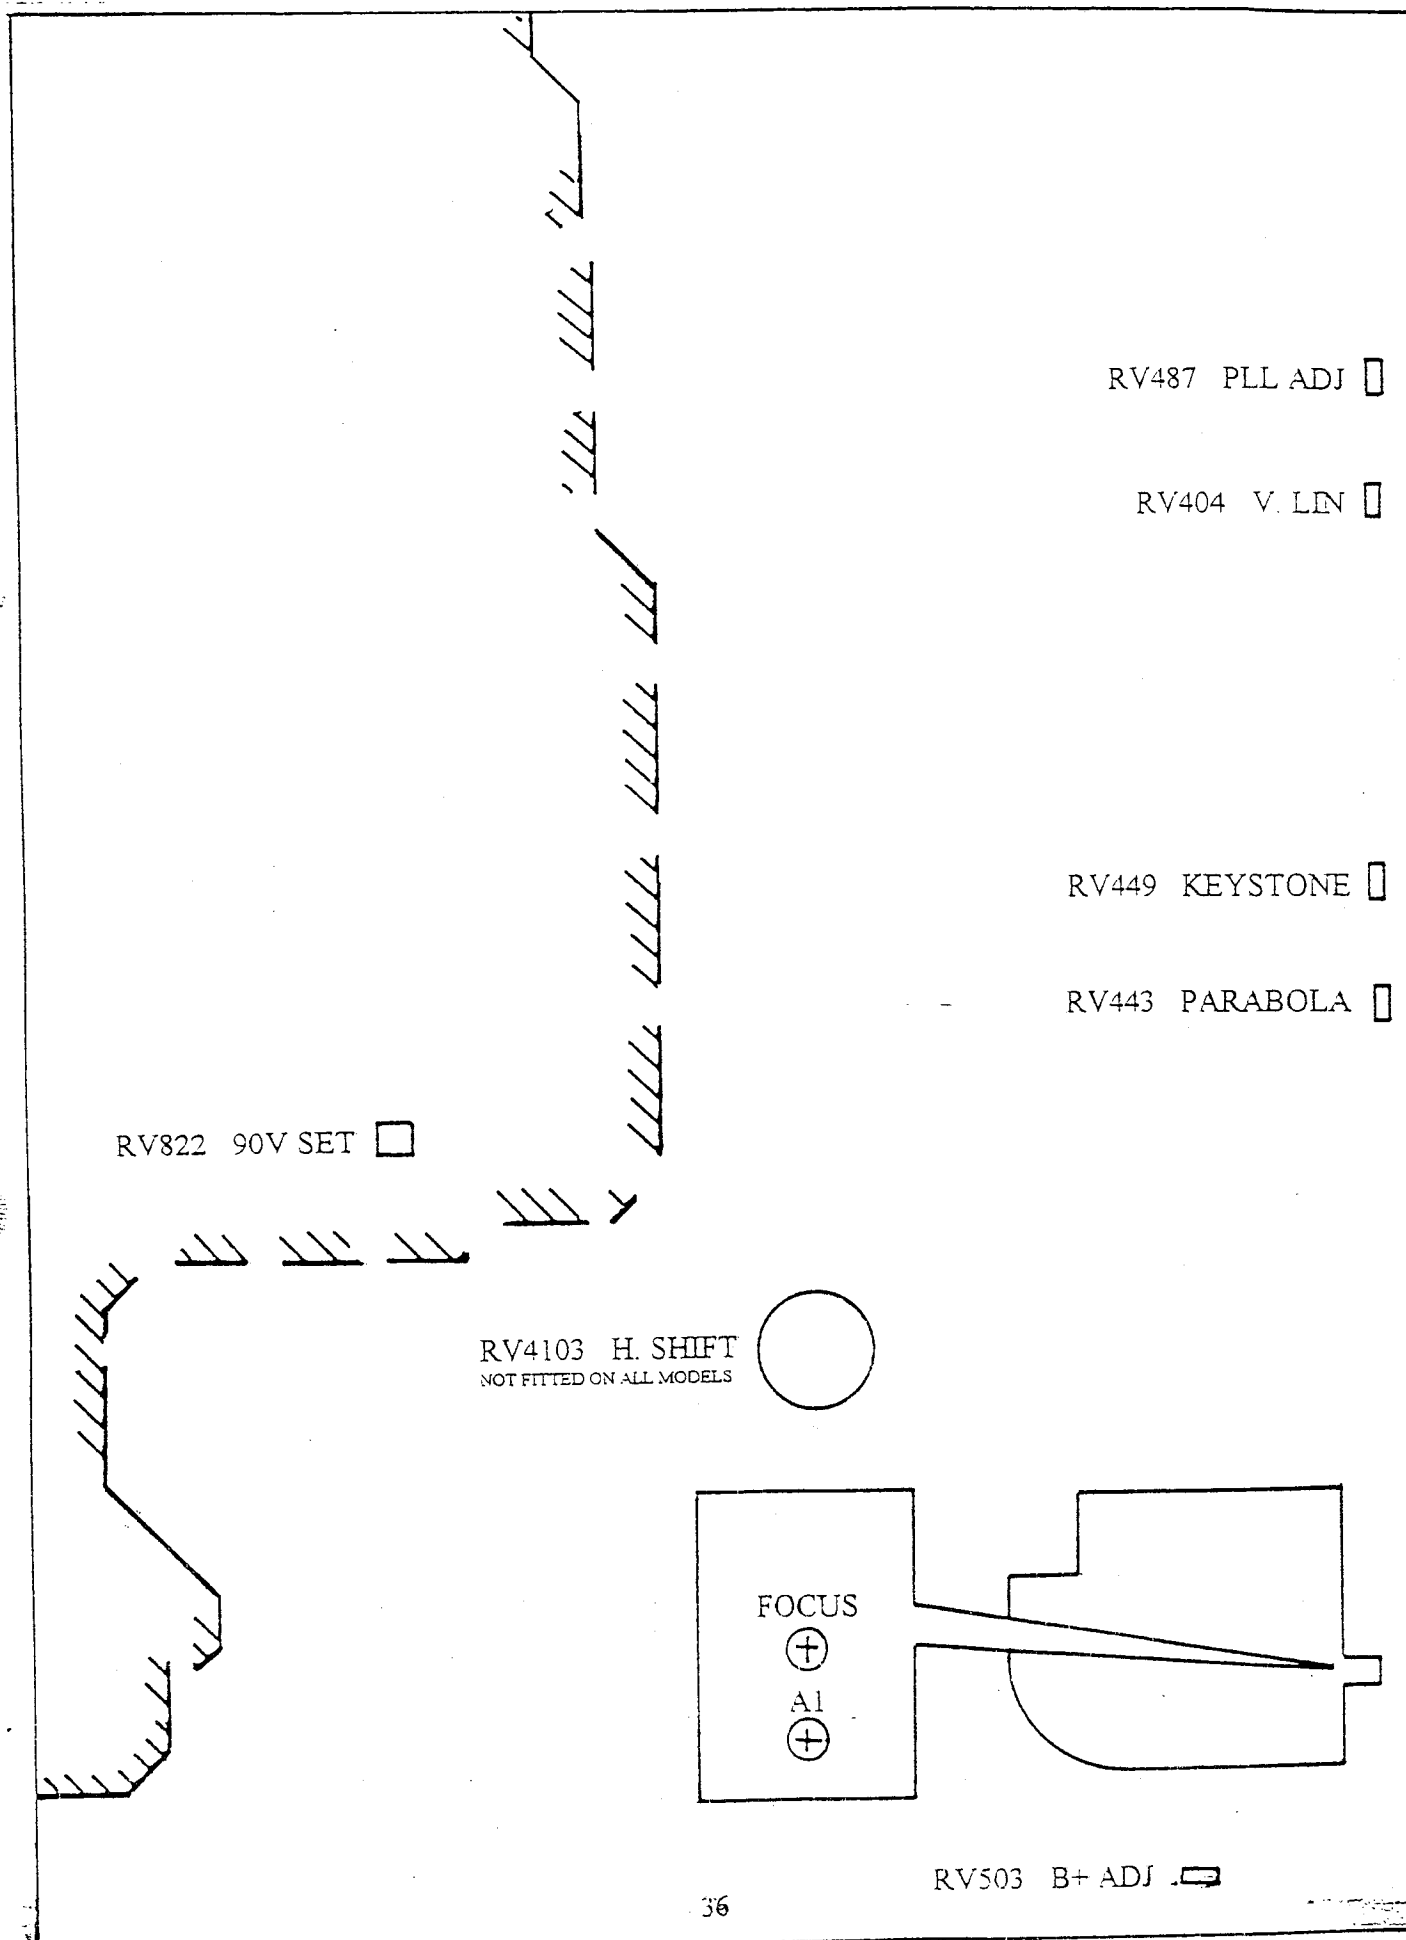 RV487 PLL ADJ
RV404 V. LIN
RV449 KEYSTONE
RV443 PARABOLA
RV822 90V SET
RV4103 H. SHIFT
NOT FITTED ON ALL MODELS
FOCUS
A1
RV503 B+ ADJ
36